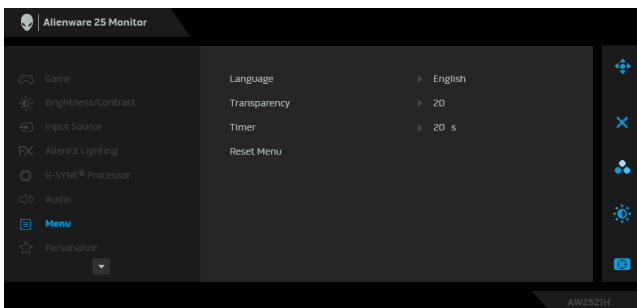 Alienware 25 Monitor
Game
Brightness/Contrast
Input Source
AlienFX Lighting
G-SYNC® Processor
Audio
Menu
Personalize
Language English
Transparency 20
Timer 20 s
Reset Menu
AW2521H